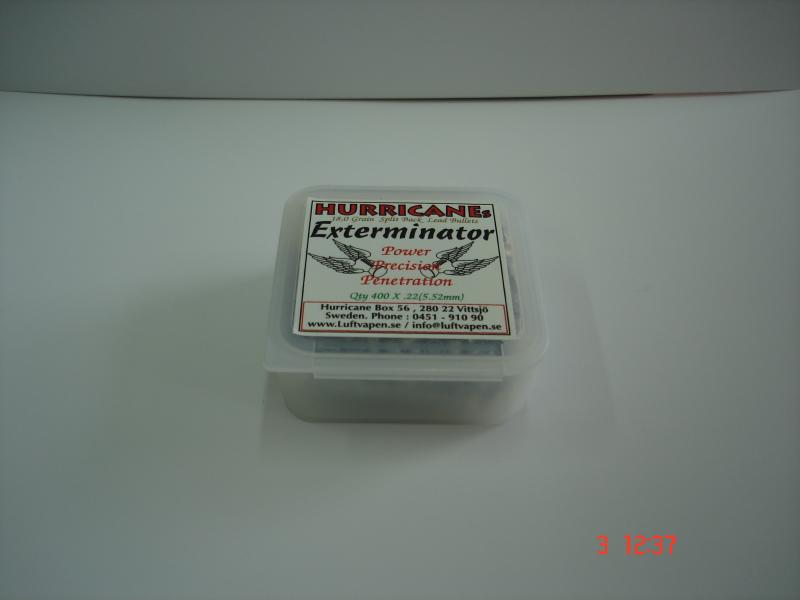 HURRICANEs
18.0 Grain Split Back Lead Bullets
Exterminator
Power
Precision
Penetration
Qty 400 X .22(5.52mm)
Hurricane Box 56 , 280 22 Vittsjö
Sweden. Phone : 0451 - 910 90
www.Luftvapen.se / info@luftvapen.se
3 12:37